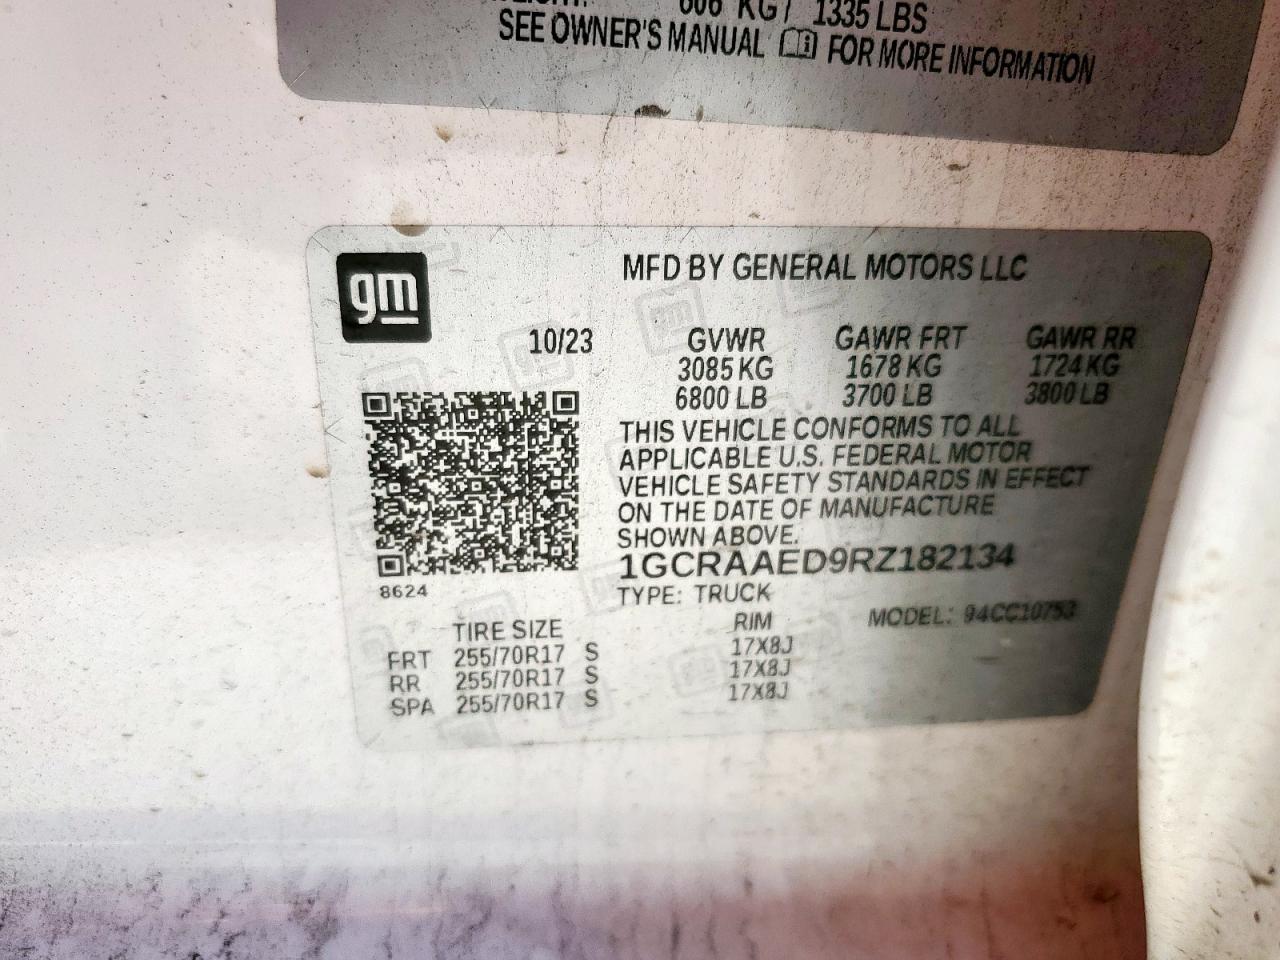 606 KG / 1335 LBS
SEE OWNER'S MANUAL FOR MORE INFORMATION
gm
MFD BY GENERAL MOTORS LLC
10/23 GVWR GAWR FRT GAWR RR
3085 KG 1678 KG 1724 KG
6800 LB 3700 LB 3800 LB
THIS VEHICLE CONFORMS TO ALL
APPLICABLE U.S. FEDERAL MOTOR
VEHICLE SAFETY STANDARDS IN EFFECT
ON THE DATE OF MANUFACTURE
SHOWN ABOVE.
1GCRAAED9RZ182134
8624
TYPE: TRUCK
MODEL: 94CC10753
TIRE SIZE RIM
FRT 255/70R17 S 17X8J
RR 255/70R17 S 17X8J
SPA 255/70R17 S 17X8J